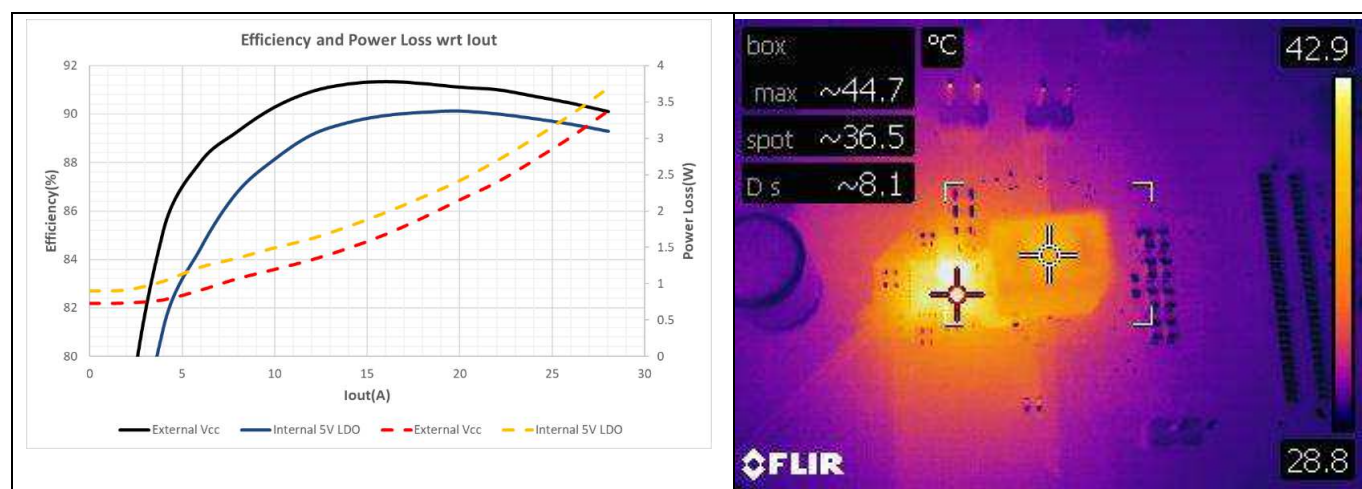 Efficiency and Power Loss wrt Iout
92
90
88
86
84
82
80
Efficiency(%)
4
3.5
3
2.5
2
1.5
1
0.5
0
Power Loss(W)
0 5 10 15 20 25 30
Iout(A)
External Vcc Internal 5V LDO External Vcc Internal 5V LDO
box °C 42.9
max ~44.7
spot ~36.5
D s ~8.1
FLIR 28.8